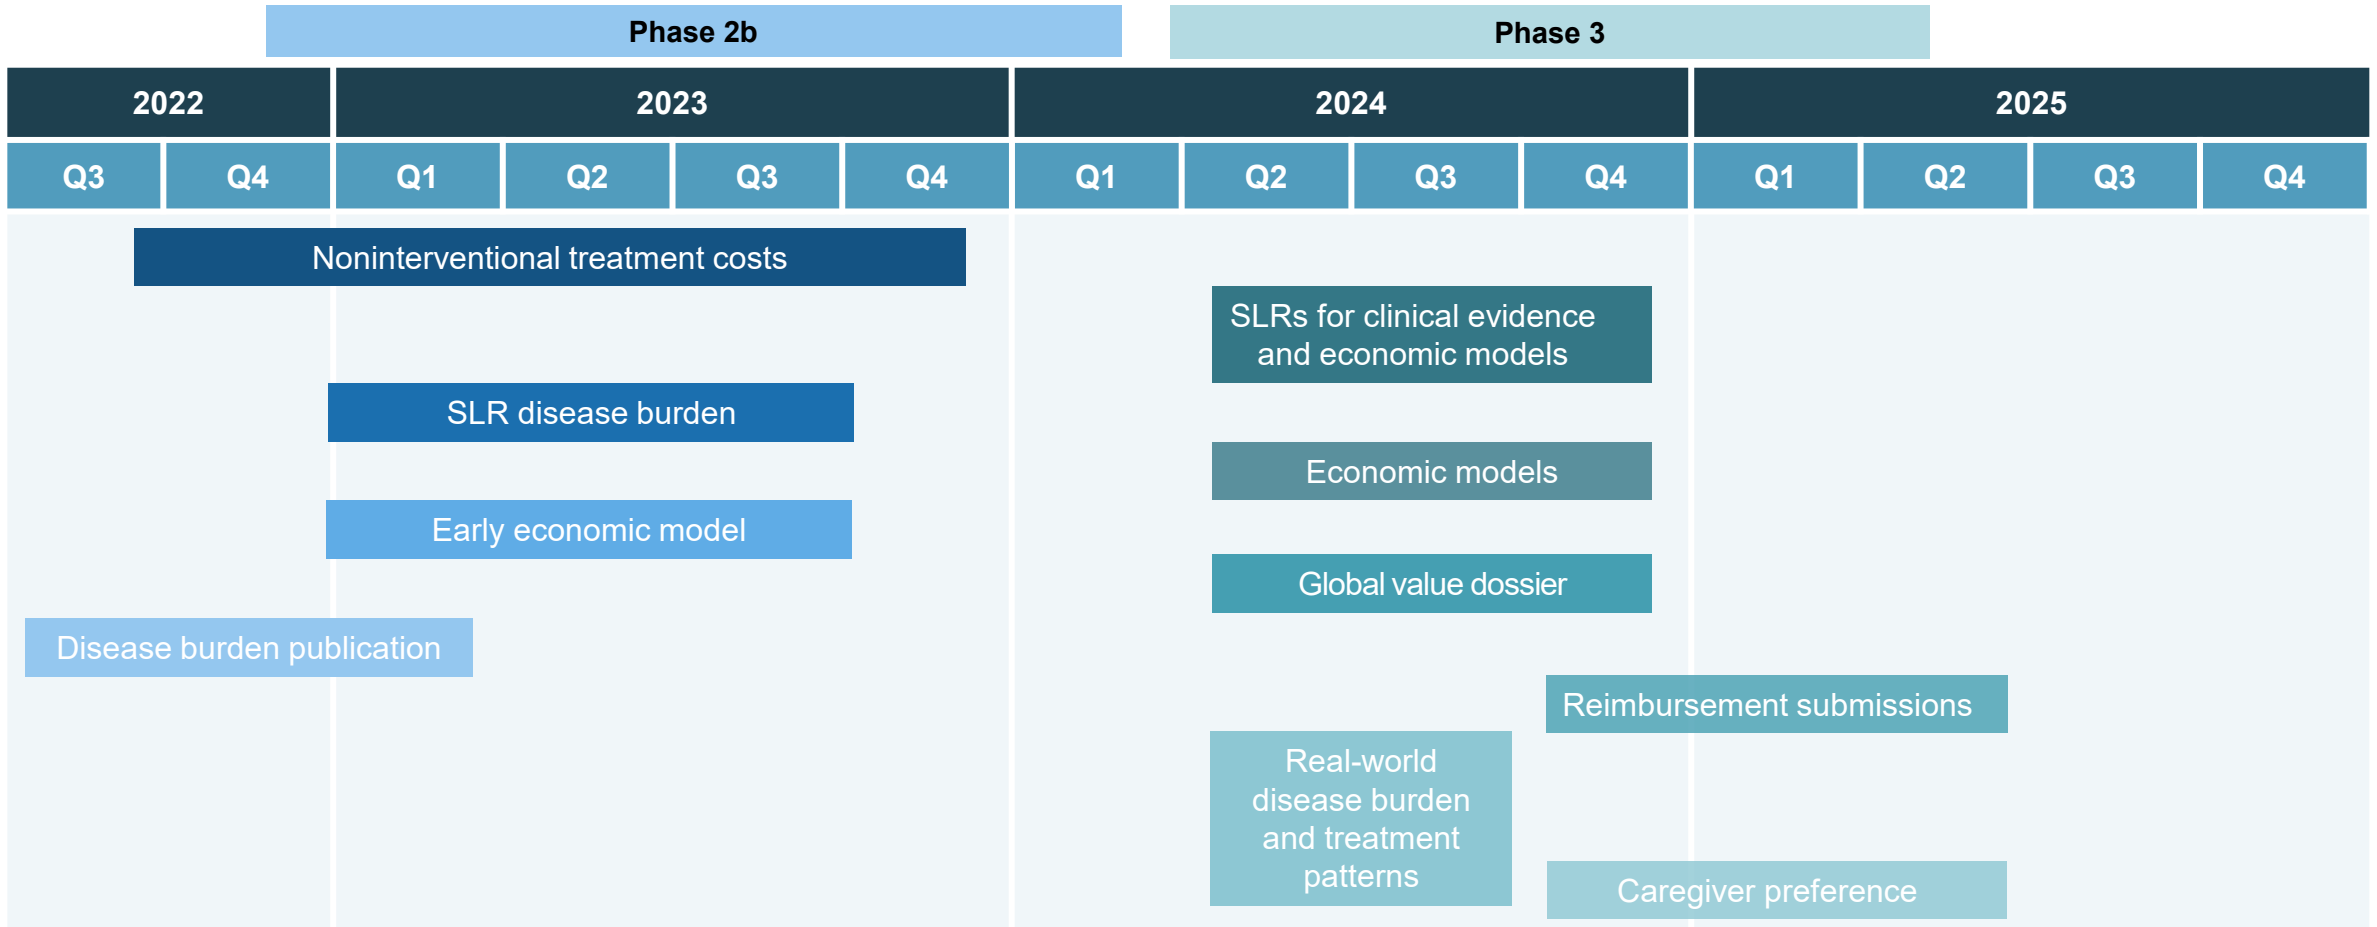 Phase 2b
Phase 3
2022
2023
2024
2025
Q3
Q4
Q1
Q2
Q3
Q4
Q1
Q2
Q3
Q4
Q1
Q2
Q3
Q4
Noninterventional treatment costs
SLRs for clinical evidence
and economic models
SLR disease burden
Economic models
Early economic model
Global value dossier
Disease burden publication
Reimbursement submissions
Real-world
disease burden
and treatment
patterns
Caregiver preference